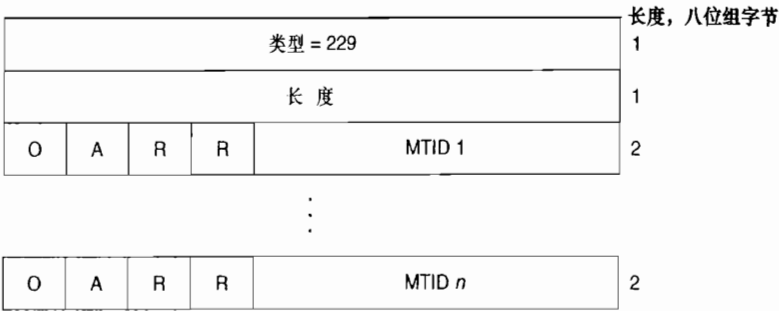 长度，八位组字节
类型 = 229 1
长 度 1
O A R R MTID 1 2
O A R R MTID n 2